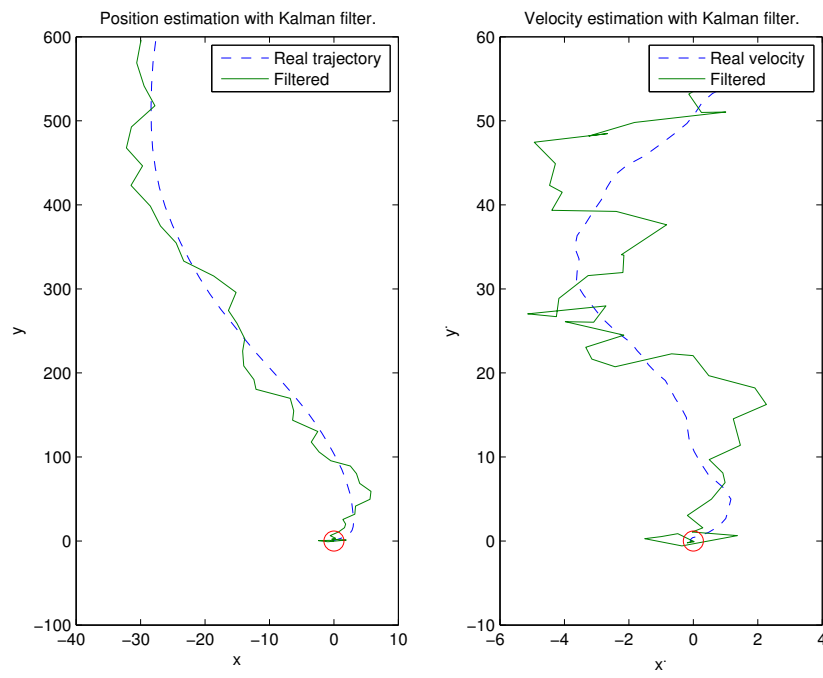 Position estimation with Kalman filter.
600
500
400
300
200
100
0
−100
−40
−30
−20
−10
0
10
x
y
Real trajectory
Filtered
Velocity estimation with Kalman filter.
60
50
40
30
20
10
0
−10
−6
−4
−2
0
2
4
x˙
y˙
Real velocity
Filtered